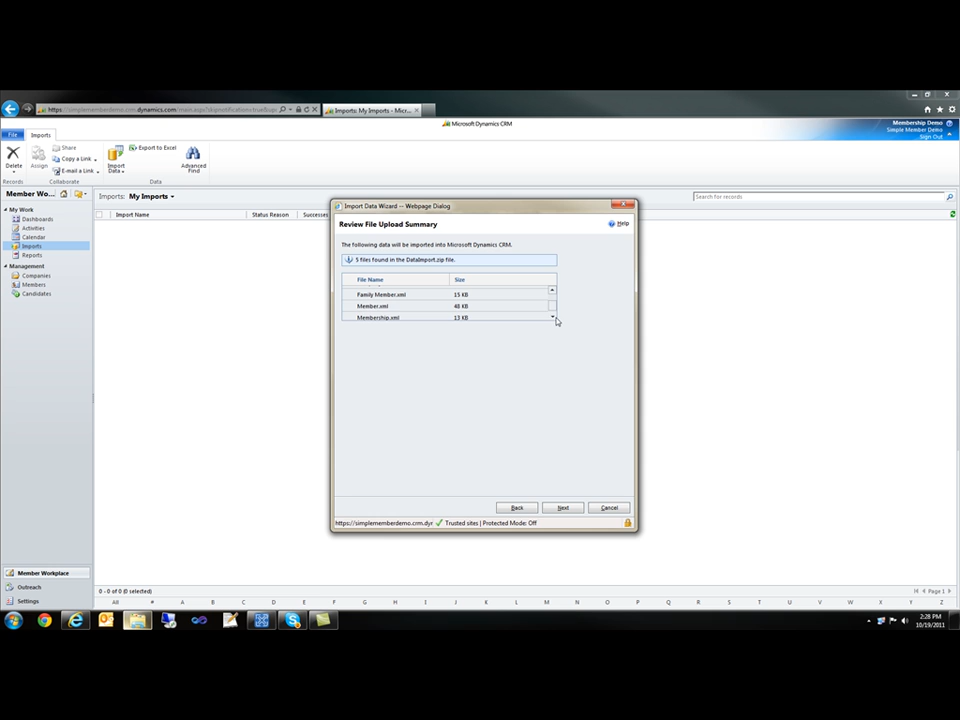 Imports: My Imports - Micr...
Microsoft Dynamics CRM
Membership Demo
Simple Member Demo
Sign Out
File
Imports
Delete
Assign
Share
Copy a Link
E-mail a Link
Import
Data
Export to Excel
Advanced
Find
Records
Collaborate
Data
Member Wo...
Imports: My Imports
Search for records
Import Name
Status Reason
Successes
My Work
Dashboards
Activities
Calendar
Imports
Reports
Management
Companies
Members
Candidates
Import Data Wizard -- Webpage Dialog
Review File Upload Summary
Help
The following data will be imported into Microsoft Dynamics CRM.
5 files found in the DataImport.zip file.
File Name Size
Family Member.xml 15 KB
Member.xml 48 KB
Membership.xml 13 KB
Back Next Cancel
https://simplememberdemo.crm.dyr Trusted sites | Protected Mode: Off
Member Workplace
Outreach
Settings
0 - 0 of 0 (0 selected)
Page 1
All # A B C D E F G H I J K L M N O P Q R S T U V W X Y Z
2:28 PM
10/19/2011